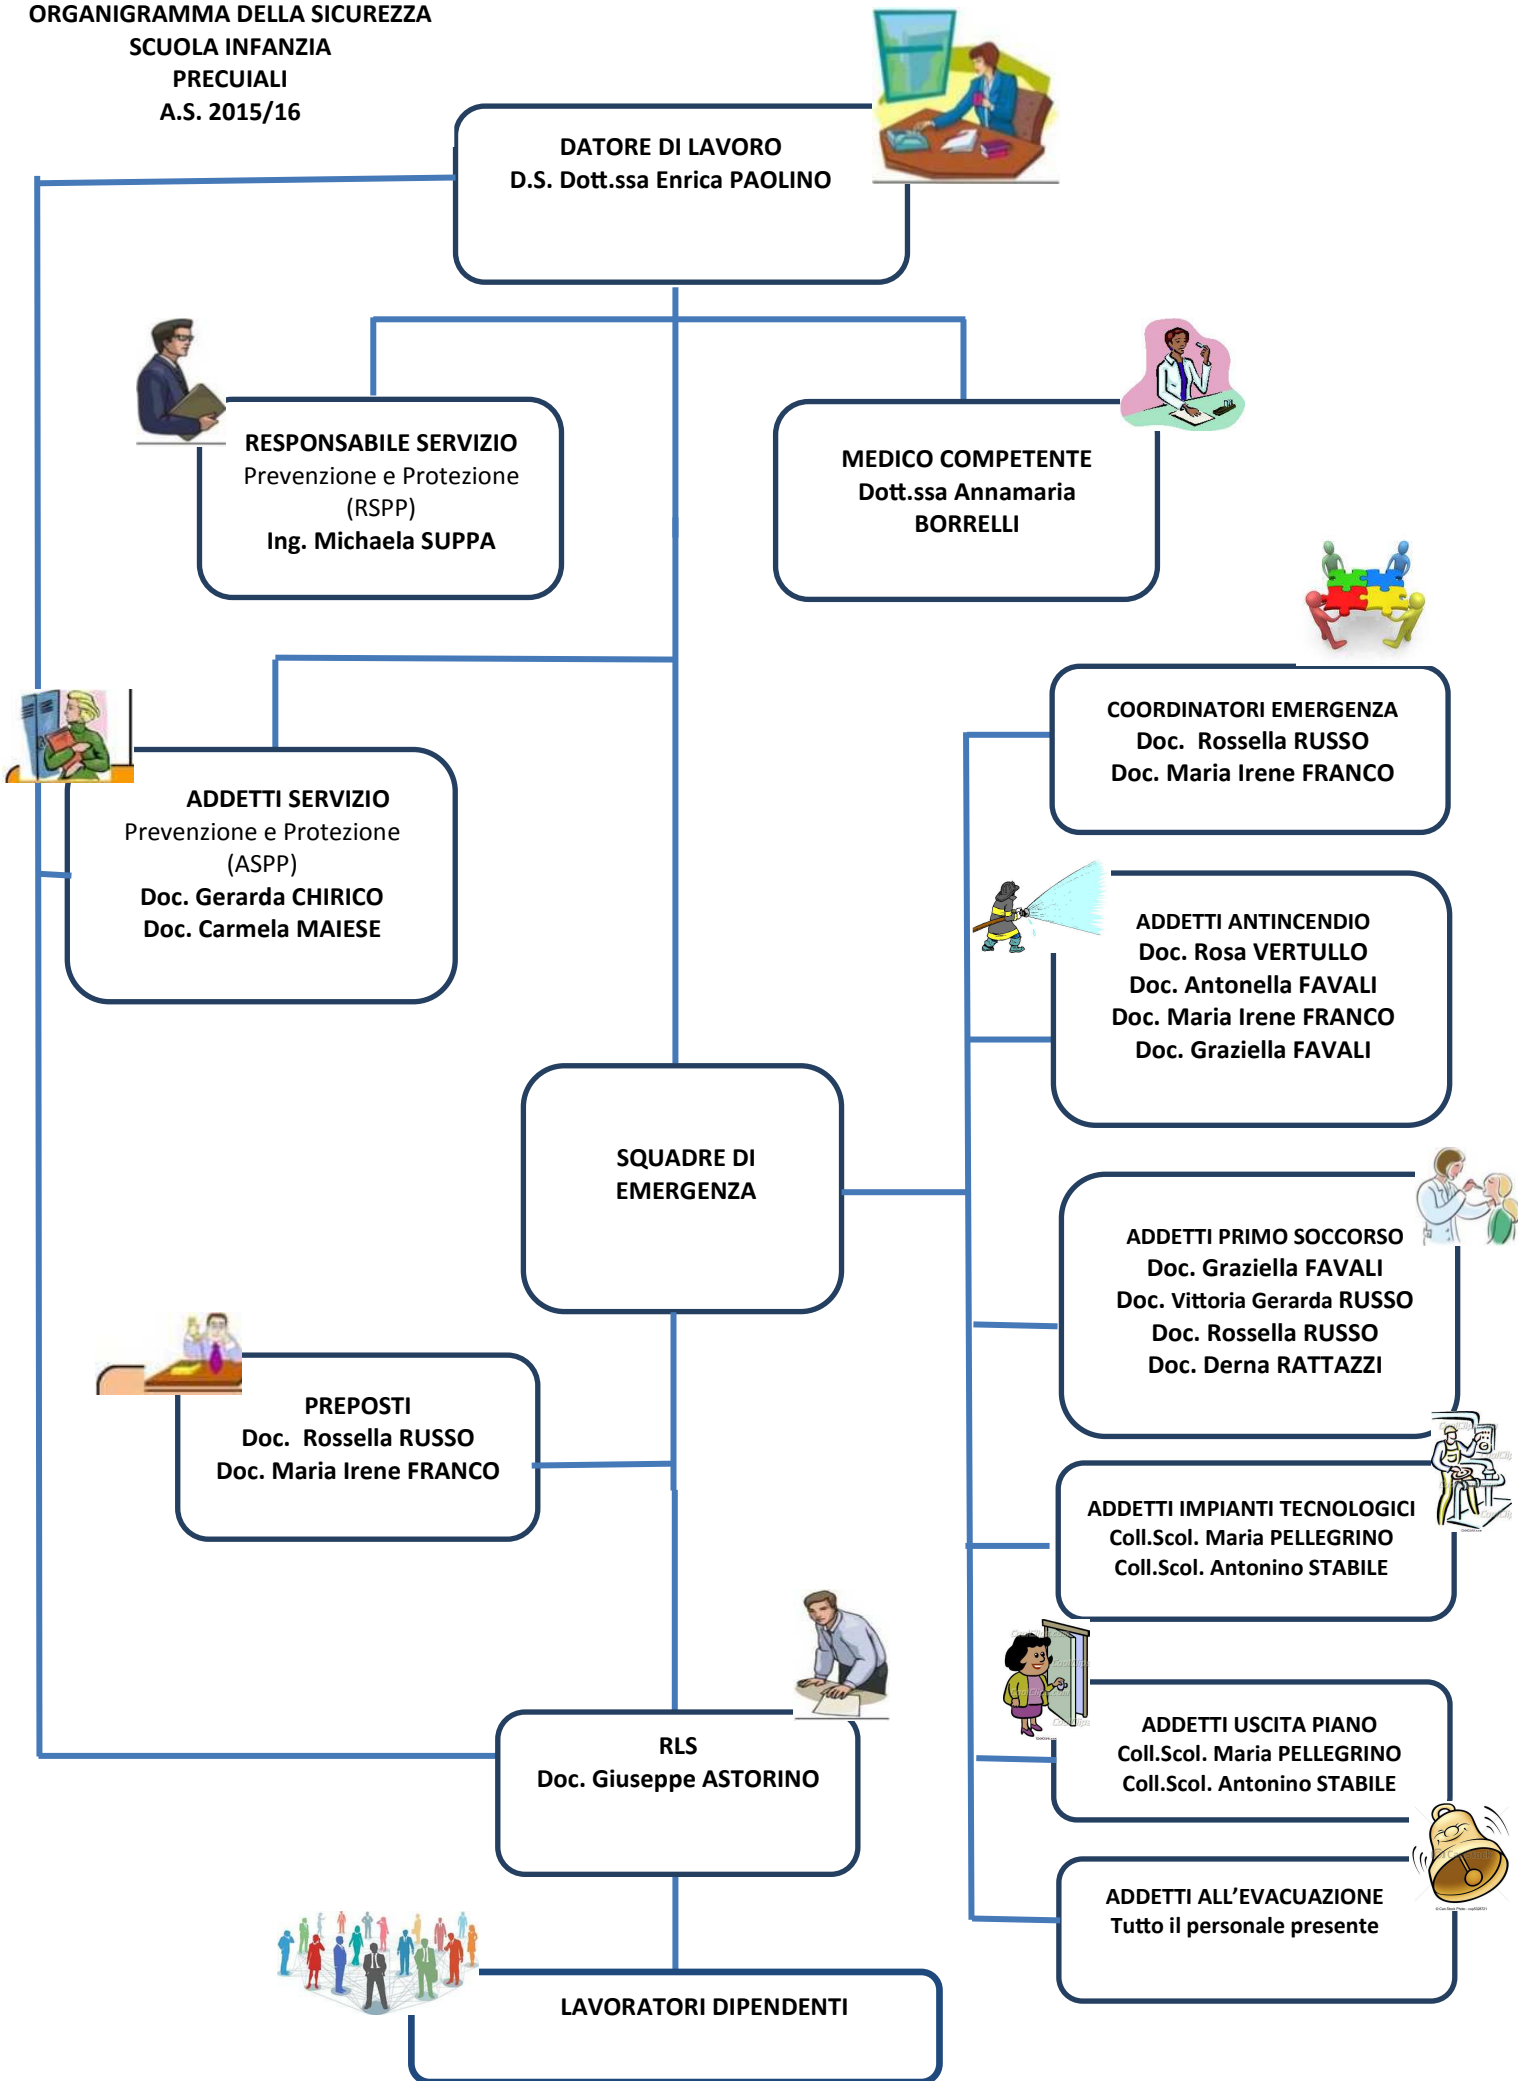 ORGANIGRAMMA DELLA SICUREZZA
SCUOLA INFANZIA
PRECUIALI
A.S. 2015/16
DATORE DI LAVORO
D.S. Dott.ssa Enrica PAOLINO
RESPONSABILE SERVIZIO
Prevenzione e Protezione
(RSPP)
Ing. Michaela SUPPA
MEDICO COMPETENTE
Dott.ssa Annamaria
BORRELLI
COORDINATORI EMERGENZA
Doc. Rossella RUSSO
Doc. Maria Irene FRANCO
ADDETTI SERVIZIO
Prevenzione e Protezione
(ASPP)
Doc. Gerarda CHIRICO
Doc. Carmela MAIESE
ADDETTI ANTINCENDIO
Doc. Rosa VERTULLO
Doc. Antonella FAVALI
Doc. Maria Irene FRANCO
Doc. Graziella FAVALI
SQUADRE DI
EMERGENZA
ADDETTI PRIMO SOCCORSO
Doc. Graziella FAVALI
Doc. Vittoria Gerarda RUSSO
Doc. Rossella RUSSO
Doc. Derna RATTAZZI
PREPOSTI
Doc. Rossella RUSSO
Doc. Maria Irene FRANCO
ADDETTI IMPIANTI TECNOLOGICI
Coll.Scol. Maria PELLEGRINO
Coll.Scol. Antonino STABILE
ADDETTI USCITA PIANO
Coll.Scol. Maria PELLEGRINO
Coll.Scol. Antonino STABILE
RLS
Doc. Giuseppe ASTORINO
ADDETTI ALL’EVACUAZIONE
Tutto il personale presente
LAVORATORI DIPENDENTI